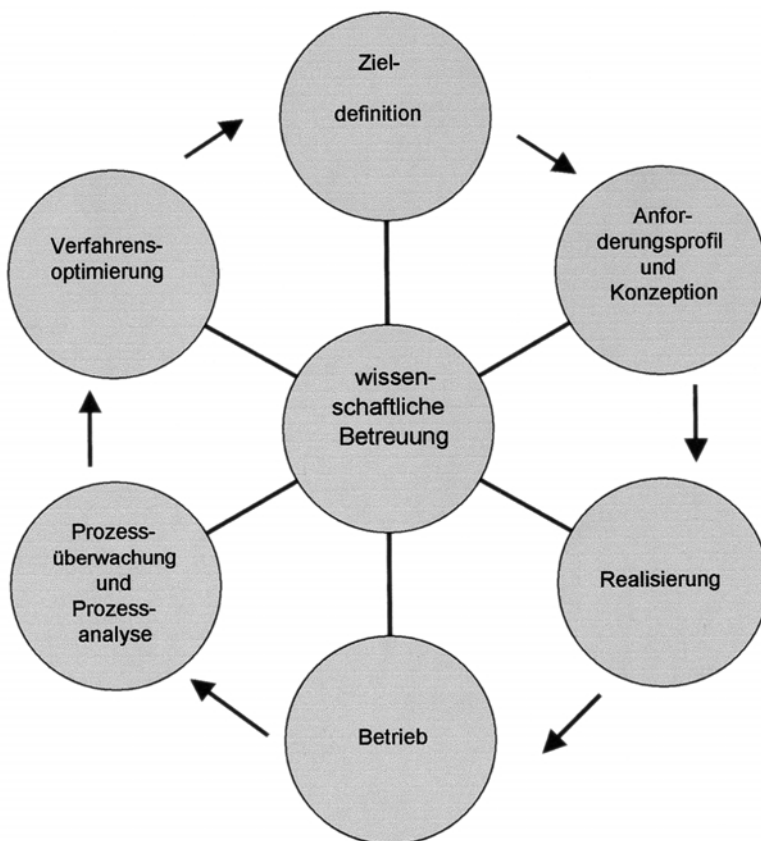 Ziel-
definition
Anfor-
derungsprofil
und
Konzeption
Realisierung
Betrieb
Prozess-
überwachung
und
Prozess-
analyse
Verfahrens-
optimierung
wissen-
schaftliche
Betreuung